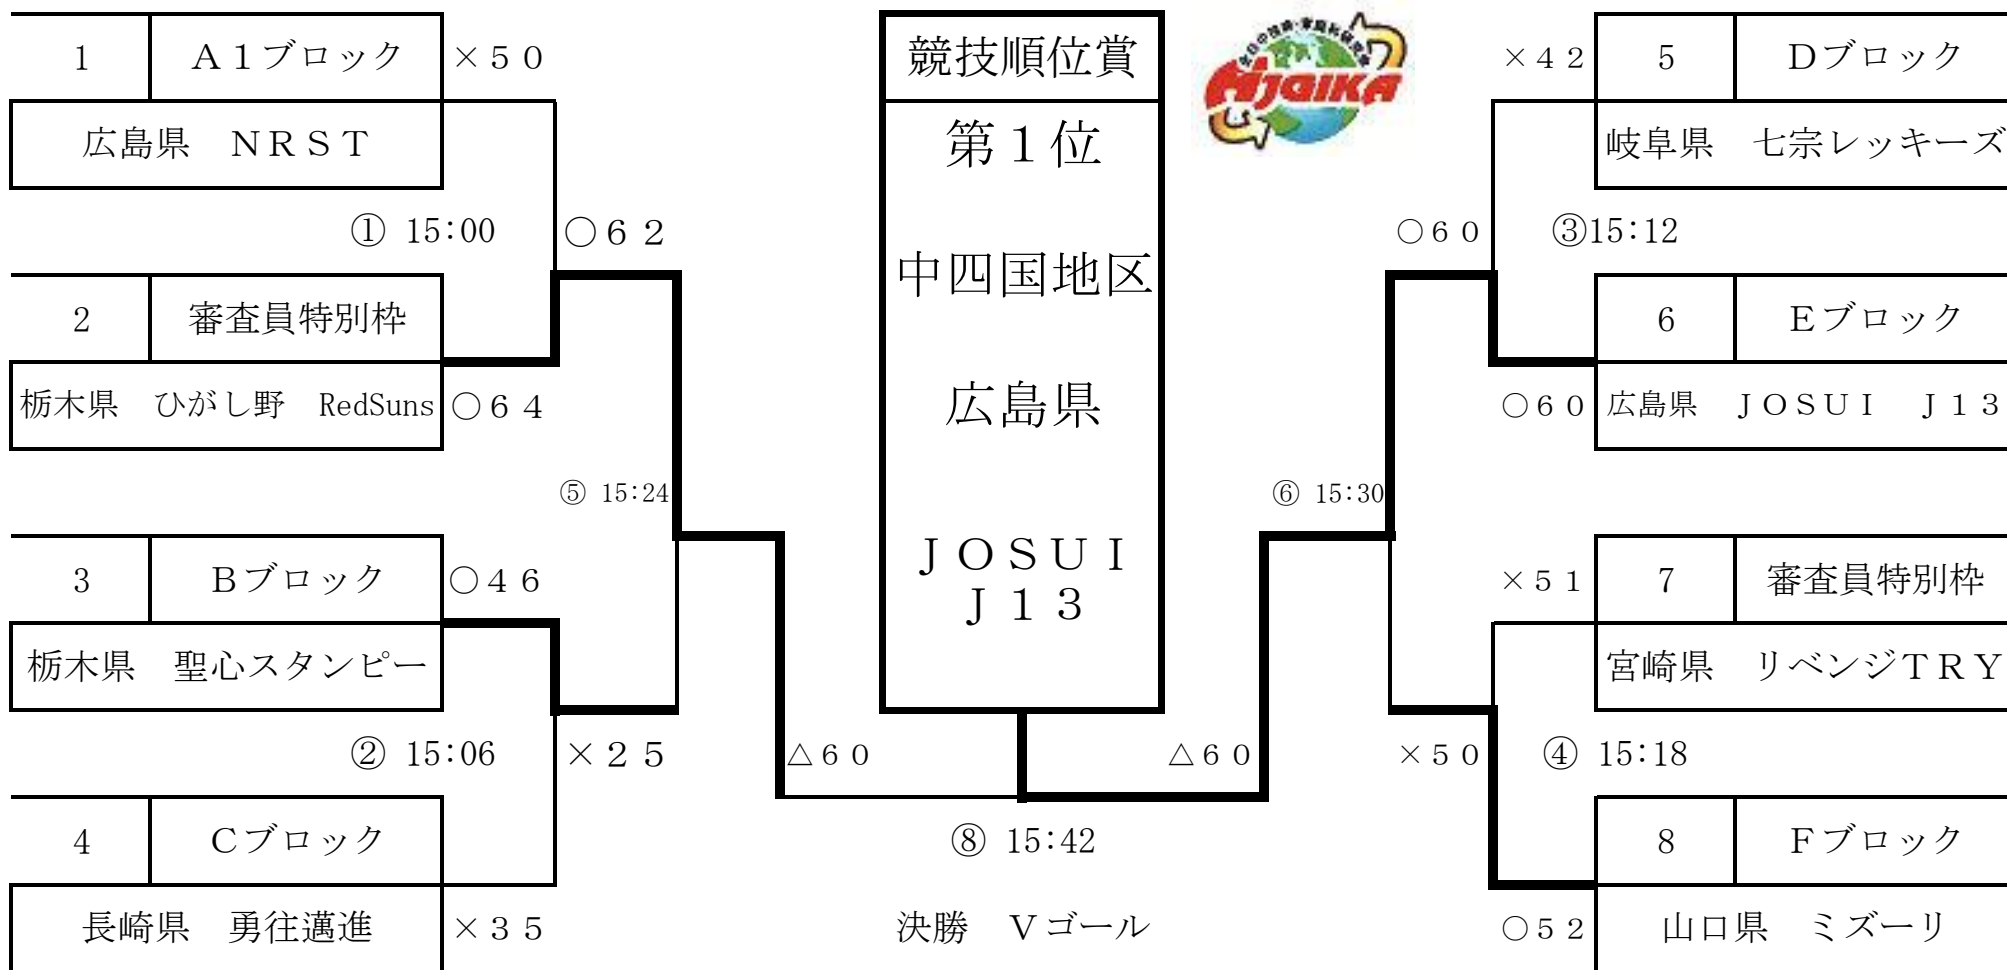 1 Ａ１ブロック ×５０
広島県　ＮＲＳＴ
① 15:00
○６２
2 審査員特別枠
栃木県　ひがし野　RedSuns ○６４
⑤ 15:24
3 Ｂブロック ○４６
栃木県　聖心スタンピー
② 15:06
×２５
4 Ｃブロック
長崎県　勇往邁進 ×３５
△６０
競技順位賞
第１位
中四国地区
広島県
ＪＯＳＵＩ
Ｊ１３
△６０
⑧ 15:42
決勝　Ｖゴール
AJGIKA
×４２ 5 Ｄブロック
岐阜県　七宗レッキーズ
○６０
③15:12
6 Ｅブロック
○６０ 広島県　ＪＯＳＵＩ　Ｊ１３
⑥ 15:30
×５１ 7 審査員特別枠
宮崎県　リベンジＴＲＹ
×５０
④ 15:18
8 Ｆブロック
○５２ 山口県　ミズーリ